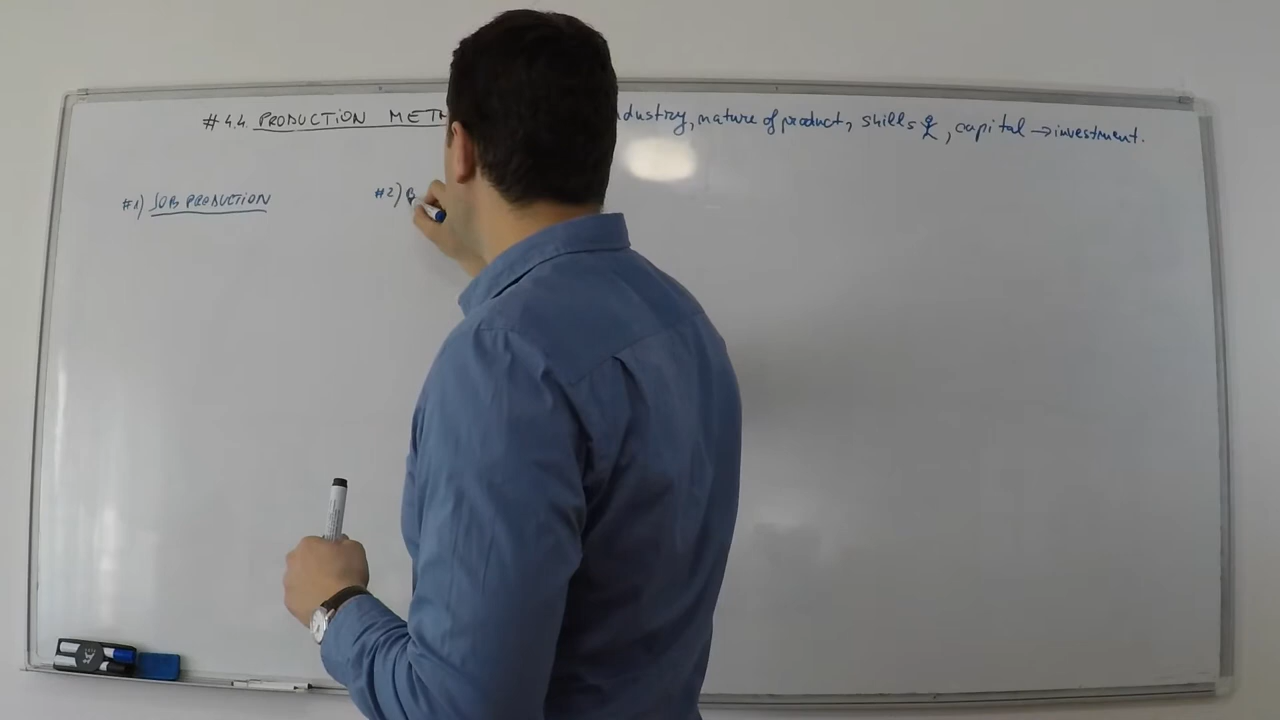 # 4.4. PRODUCTION METH
ndustry, nature of product, skills, capital → investment.
#1) JOB PRODUCTION
#2) B